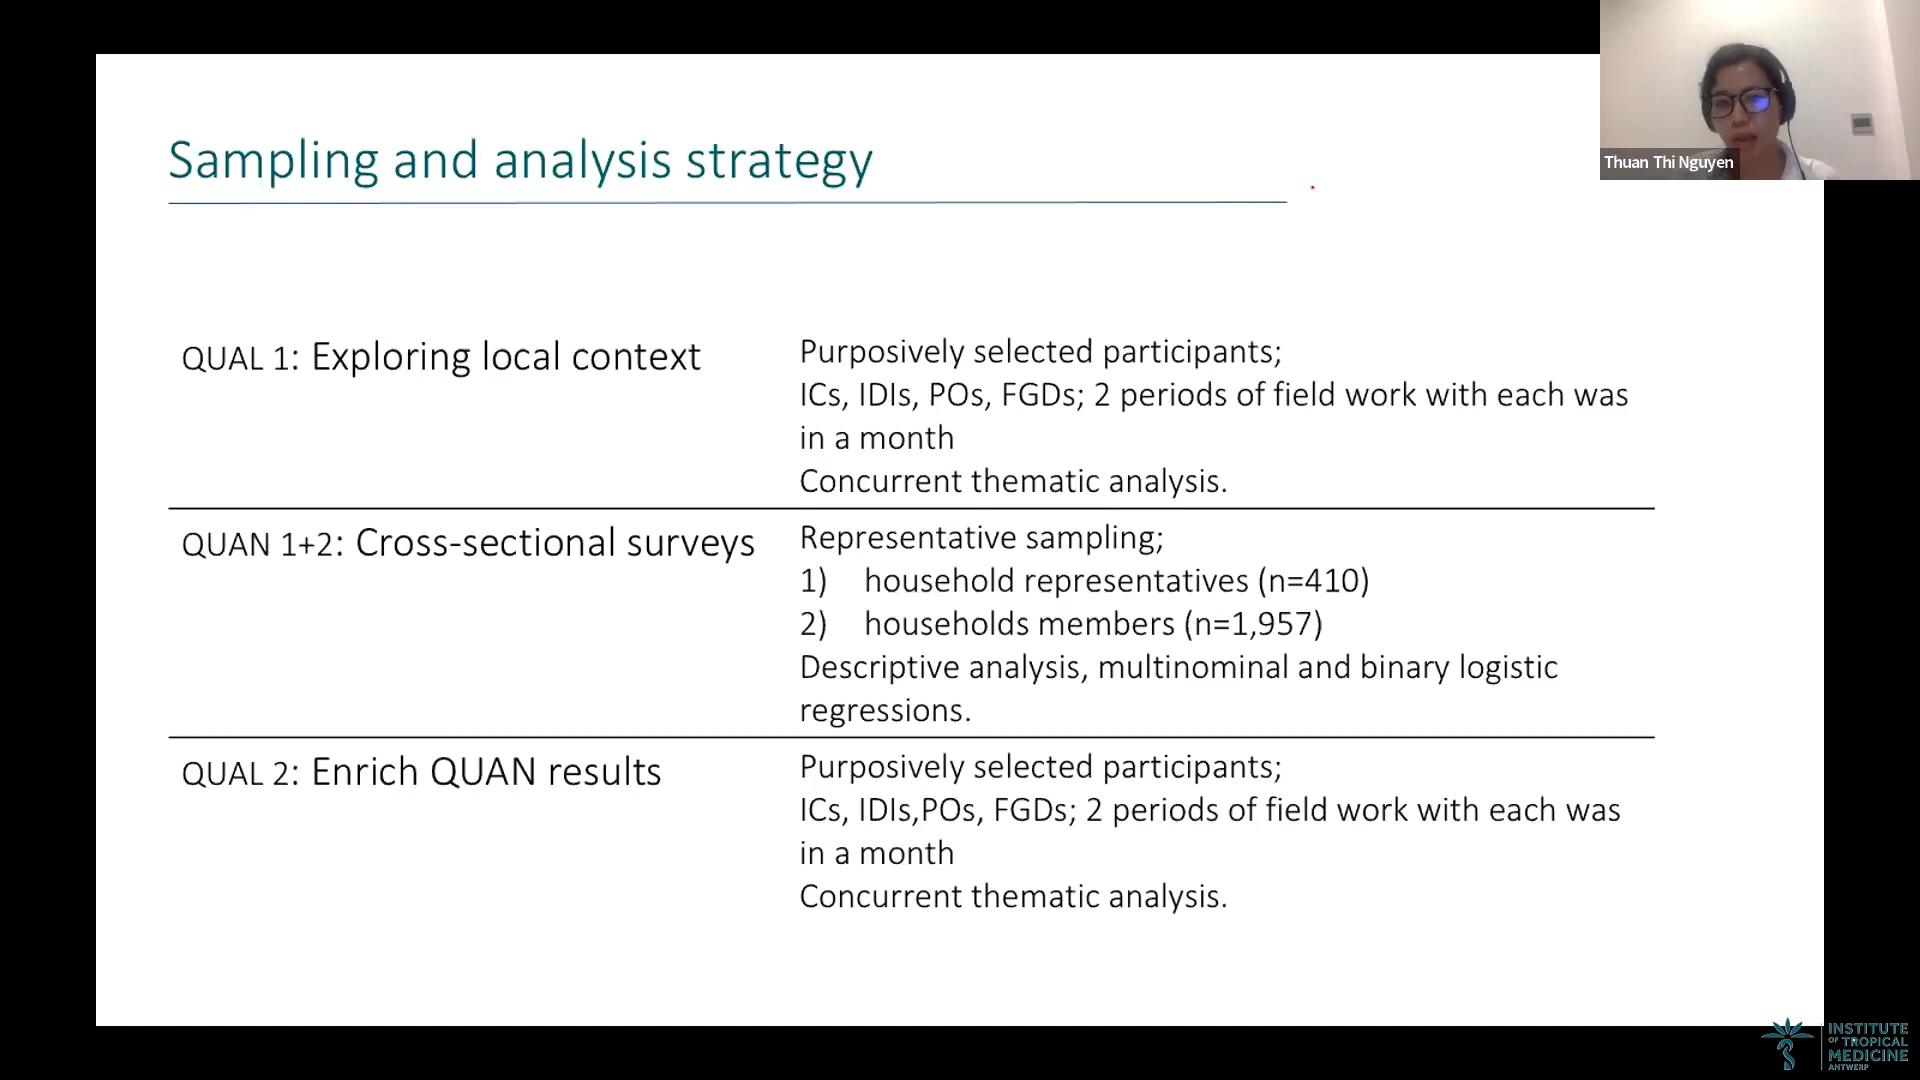 Thuan Thi Nguyen
Sampling and analysis strategy
QUAL 1: Exploring local context
Purposively selected participants;
ICs, IDIs, POs, FGDs; 2 periods of field work with each was
in a month
Concurrent thematic analysis.
QUAN 1+2: Cross-sectional surveys
Representative sampling;
1) household representatives (n=410)
2) households members (n=1,957)
Descriptive analysis, multinominal and binary logistic
regressions.
QUAL 2: Enrich QUAN results
Purposively selected participants;
ICs, IDIs,POs, FGDs; 2 periods of field work with each was
in a month
Concurrent thematic analysis.
INSTITUTE
OF TROPICAL
MEDICINE
ANTWERP